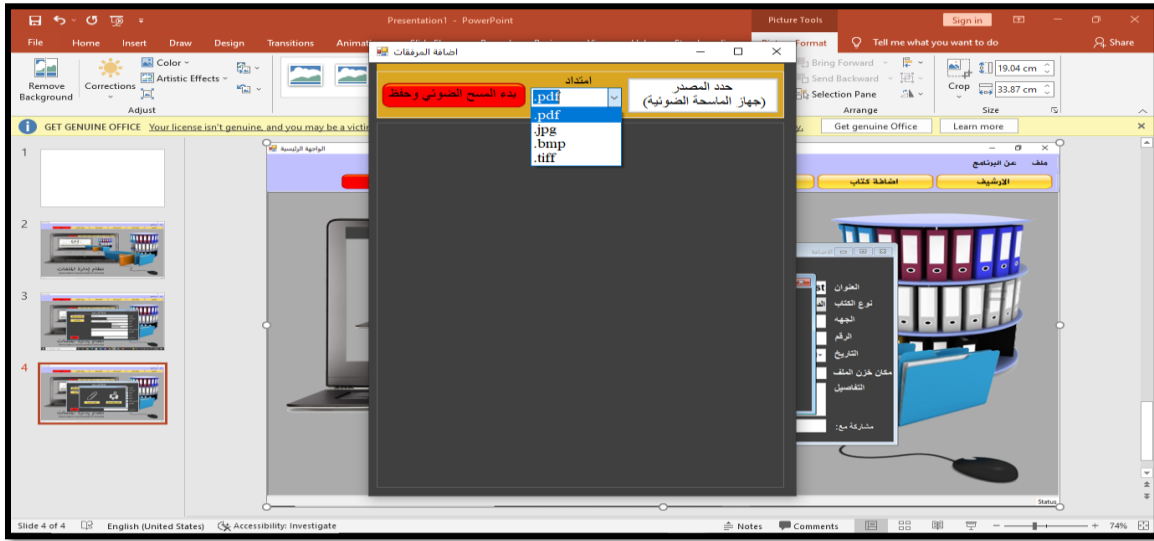 Presentation1 - PowerPoint
Picture Tools
Sign in
File Home Insert Draw Design Transitions
Format
Tell me what you want to do
Share
Remove Background
Corrections
Color
Artistic Effects
Adjust
اضافة المرفقات
Bring Forward
Send Backward
Selection Pane
Arrange
Crop
19.04 cm
33.87 cm
Size
امتداد
بدء المسح الضوئي وحفظ
.pdf
حدد المصدر
(جهاز الماسحة الضوئية)
.pdf
.jpg
.bmp
.tiff
GET GENUINE OFFICE Your license isn't genuine, and you may be a victi
Get genuine Office
Learn more
1
2
3
4
الواجهة الرئيسية
ملف عن البرنامج
الارشيف
اضافة كتاب
العنوان
نوع الكتاب
الجهه
الرقم
التاريخ
مكان خزن الملف
التفاصيل
مشاركة مع:
Status
Slide 4 of 4
English (United States)
Accessibility: Investigate
Notes
Comments
74%